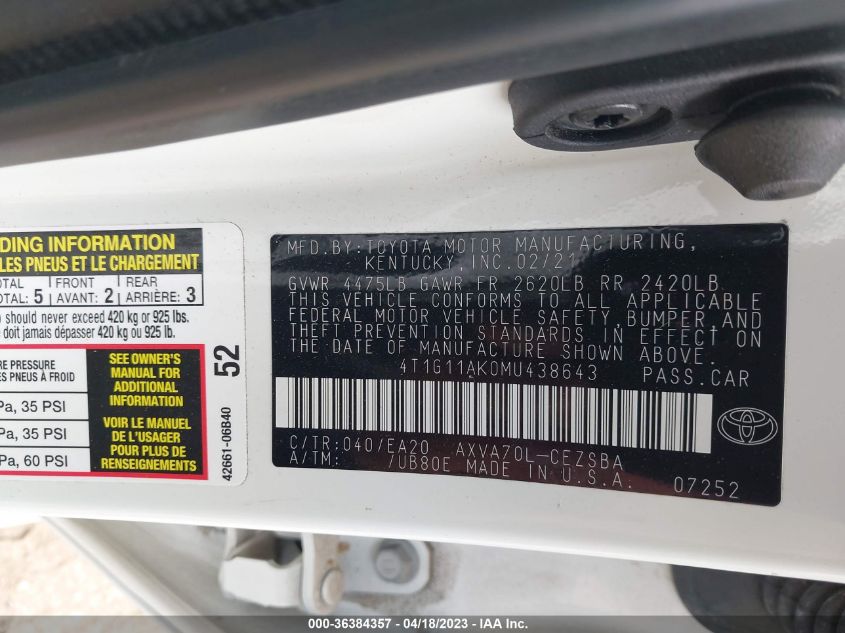 DING INFORMATION
LES PNEUS ET LE CHARGEMENT
OTAL FRONT REAR
OTAL: 5 AVANT: 2 ARRIÈRE: 3
o should never exceed 420 kg or 925 lbs.
e doit jamais dépasser 420 kg ou 925 lb.
RE PRESSURE
ES PNEUS À FROID
Pa, 35 PSI
Pa, 35 PSI
Pa, 60 PSI
SEE OWNER'S
MANUAL FOR
ADDITIONAL
INFORMATION
VOIR LE MANUEL
DE L'USAGER
POUR PLUS DE
RENSEIGNEMENTS
52
42661-06B40
MFD.BY:TOYOTA MOTOR MANUFACTURING,
KENTUCKY, INC. 02/21
GVWR 4475LB GAWR FR 2620LB RR 2420LB
THIS VEHICLE CONFORMS TO ALL APPLICABLE
FEDERAL MOTOR VEHICLE SAFETY, BUMPER, AND
THEFT PREVENTION STANDARDS IN EFFECT ON
THE DATE OF MANUFACTURE SHOWN ABOVE.
4T1G11AK0MU438643 PASS.CAR
C/TR:040/EA20 AXVA70L-CEZSBA
A/TM: /UB80E MADE IN U.S.A. 07252
000-36384357 - 04/18/2023 - IAAI.COM